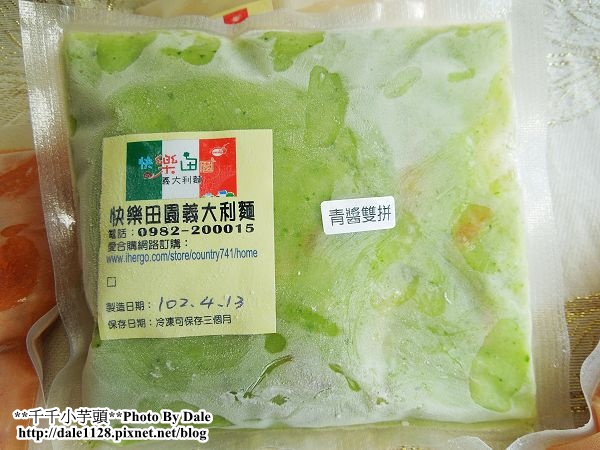 快樂田園
義大利麵
快樂田園義大利麵
電話：0982-200015
愛合購網路訂購：
www.ihergo.com/store/country741/home
製造日期：102.4.13
保存日期：冷凍可保存三個月
青醬雙拼
**千千小芋頭**Photo By Dale
http://dale1128.pixnet.net/blog